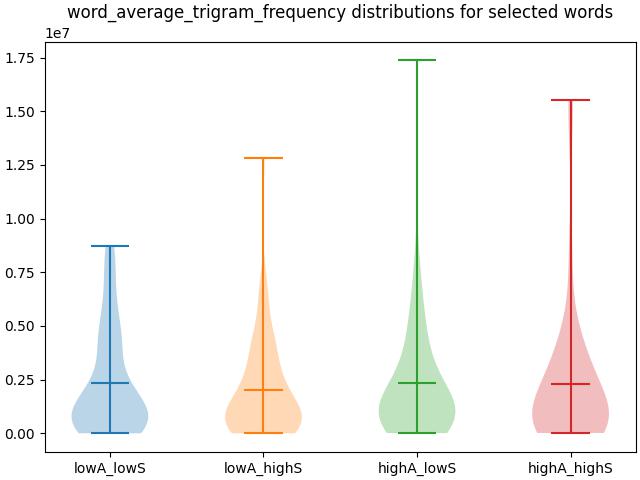 word_average_trigram_frequency distributions for selected words
1e7
1.75
1.50
1.25
1.00
0.75
0.50
0.25
0.00
lowA_lowS lowA_highS highA_lowS highA_highS